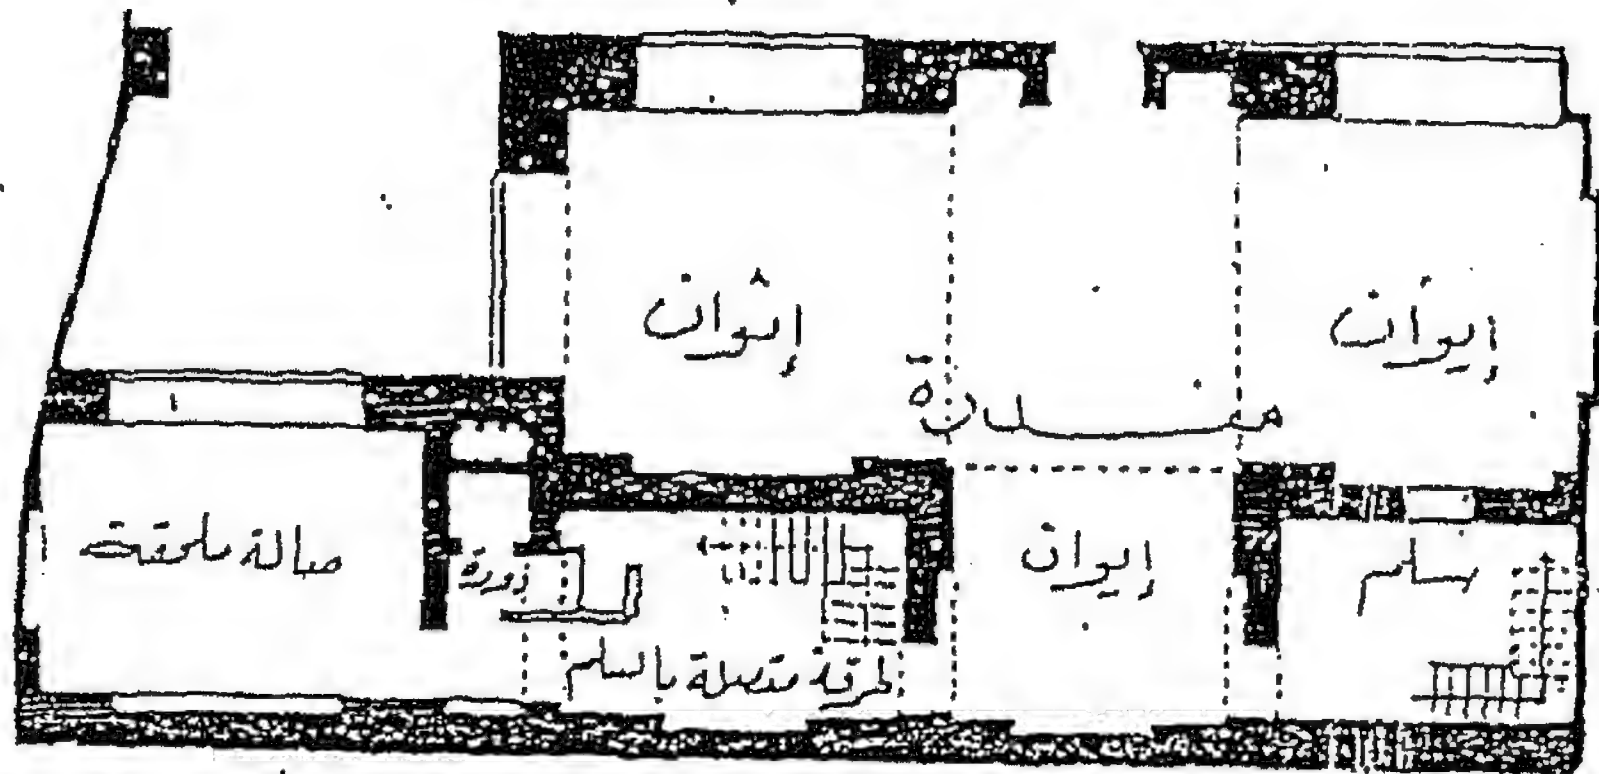 إيوان
إيوان
مندرة
صالة ملحقة
دورة
إيوان
سلم
طرقة متصلة بالسلم